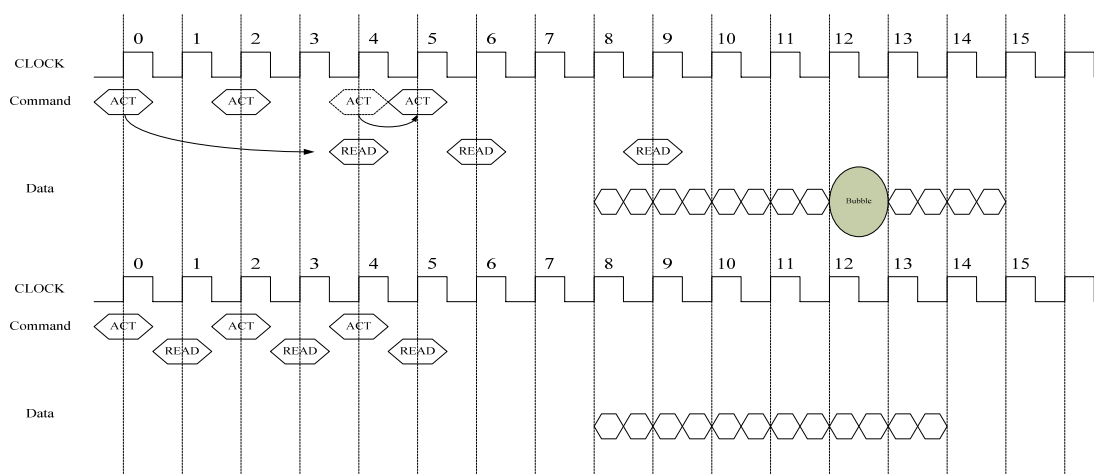 0 1 2 3 4 5 6 7 8 9 10 11 12 13 14 15
CLOCK
Command ACT ACT ACT ACT
READ READ READ
Data Bubble
0 1 2 3 4 5 6 7 8 9 10 11 12 13 14 15
CLOCK
Command ACT ACT ACT
READ READ READ
Data